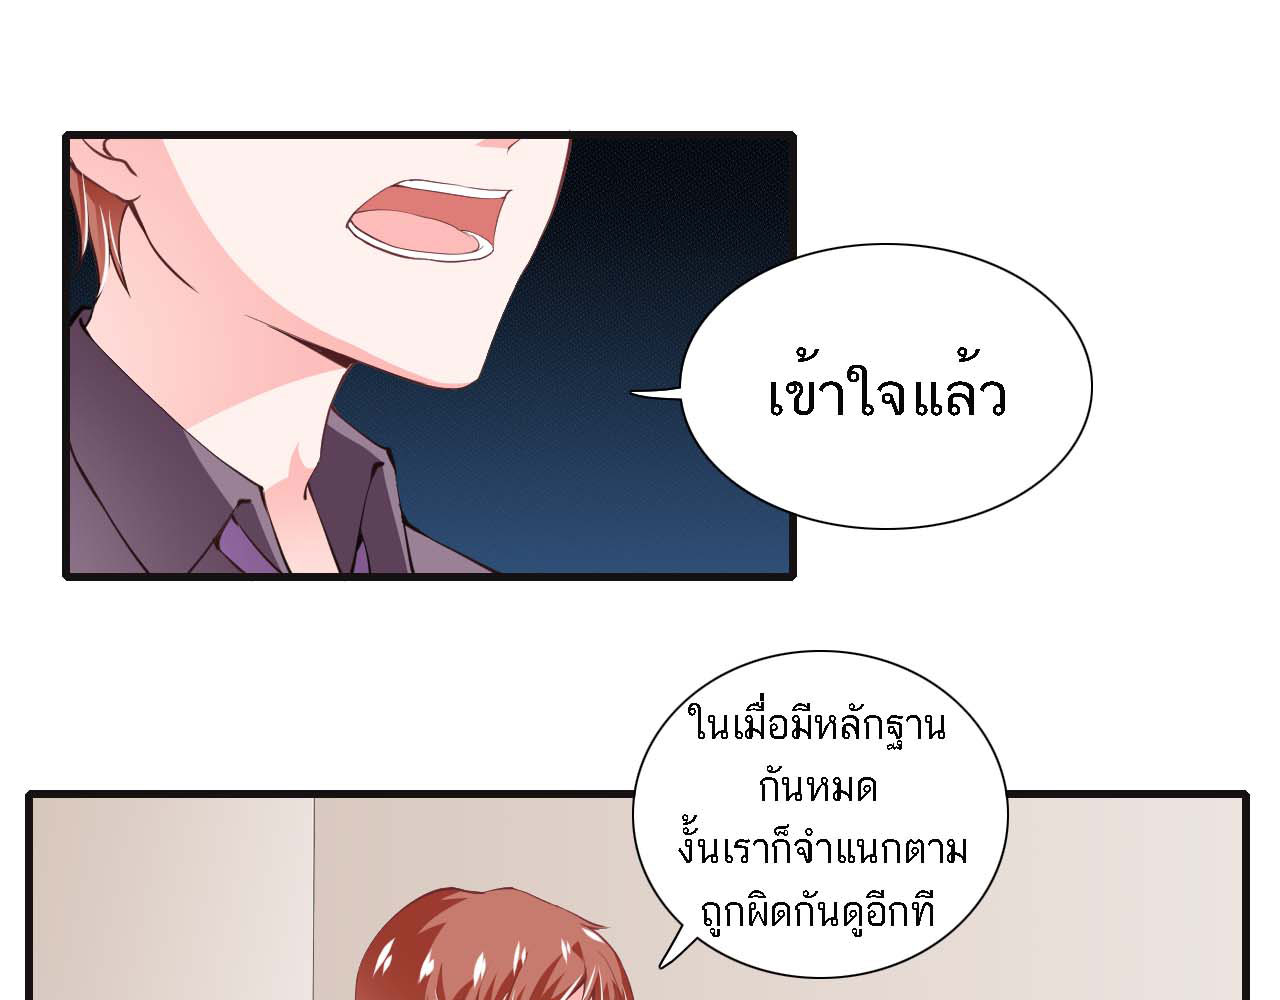 เข้าใจแล้ว
ในเมื่อมีหลักฐาน
กันหมด
งั้นเราก็จำแนกตาม
ถูกผิดกันดูอีกที